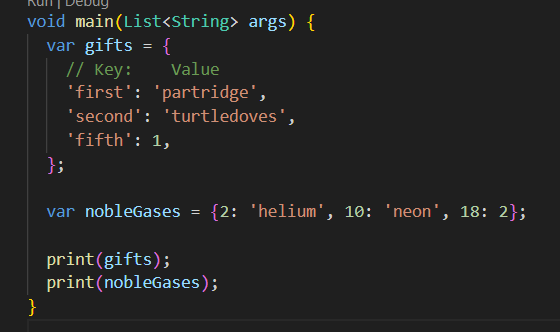 Run | Debug
void main(List<String> args) {
  var gifts = {
    // Key:    Value
    'first': 'partridge',
    'second': 'turtledoves',
    'fifth': 1,
  };
  var nobleGases = {2: 'helium', 10: 'neon', 18: 2};
  print(gifts);
  print(nobleGases);
}